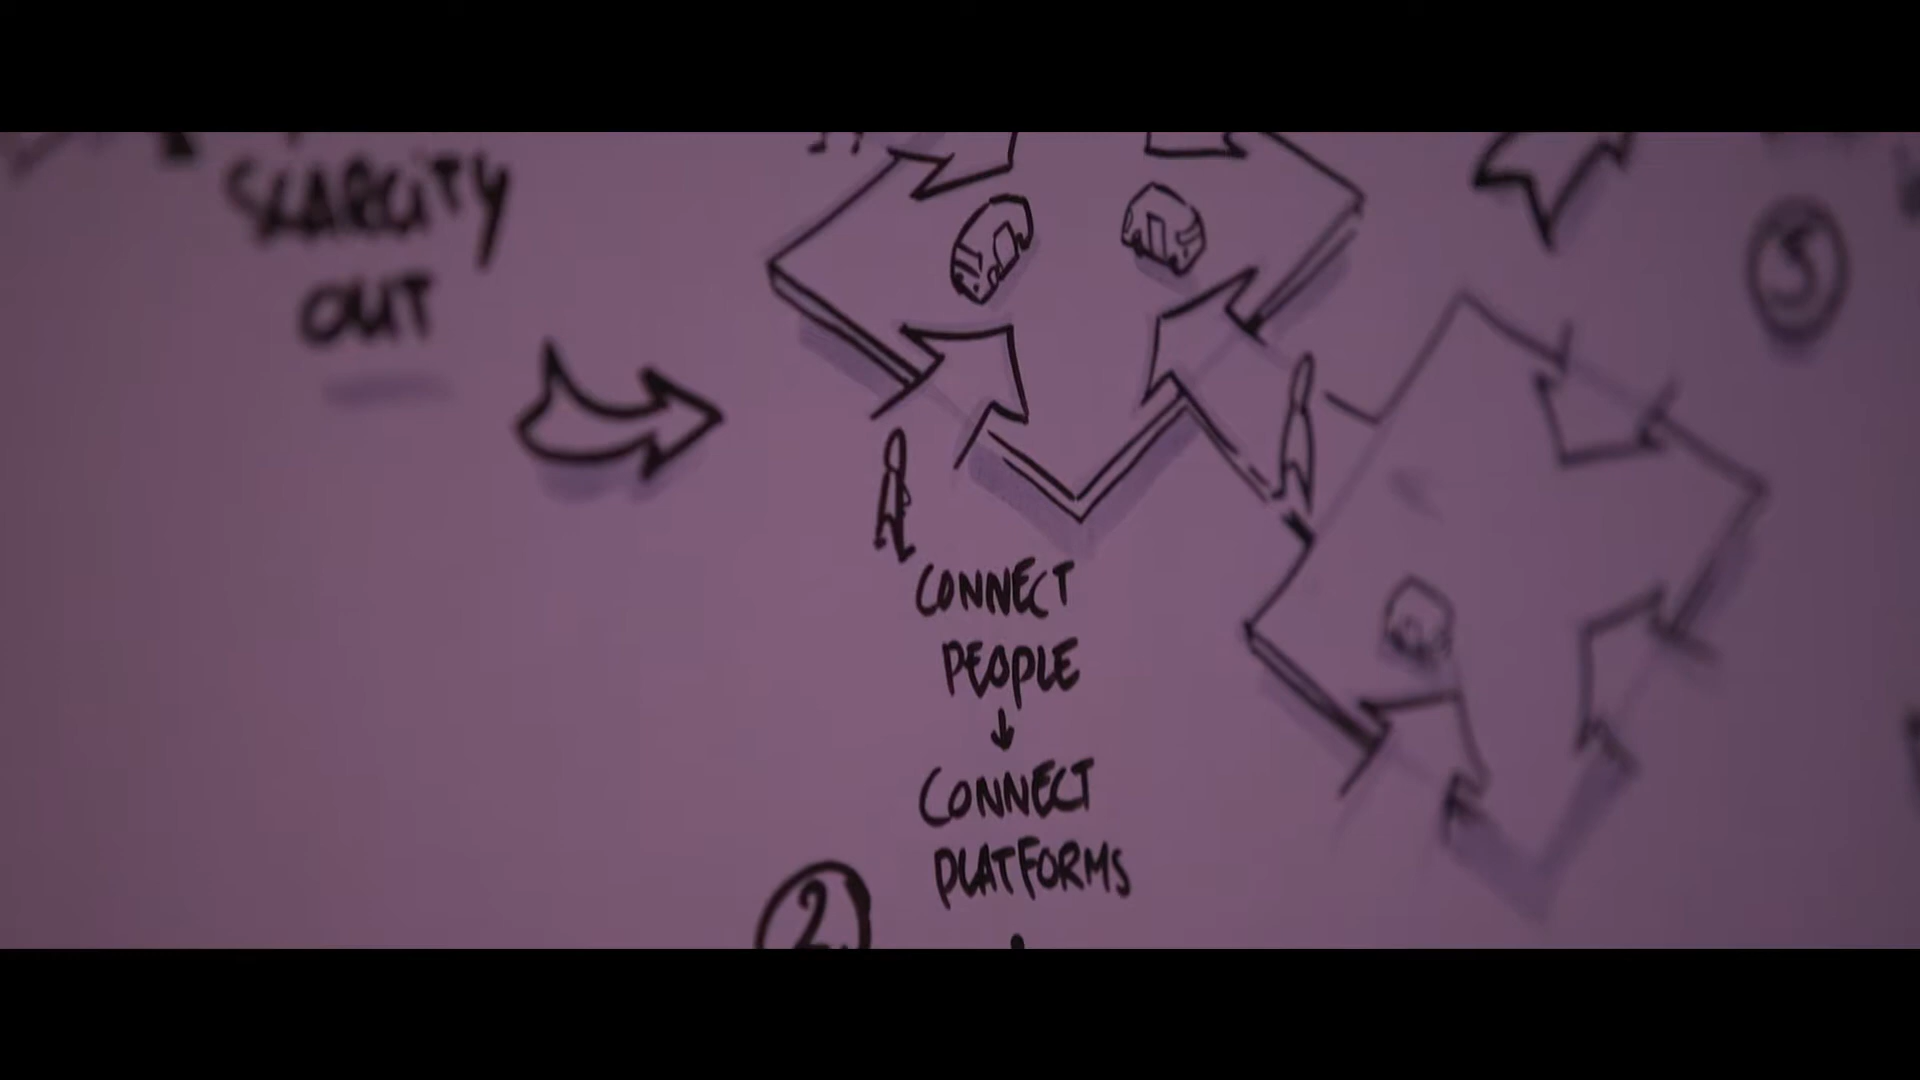 SCARCITY
OUT
5
CONNECT
PEOPLE
↓
CONNECT
PLATFORMS
2